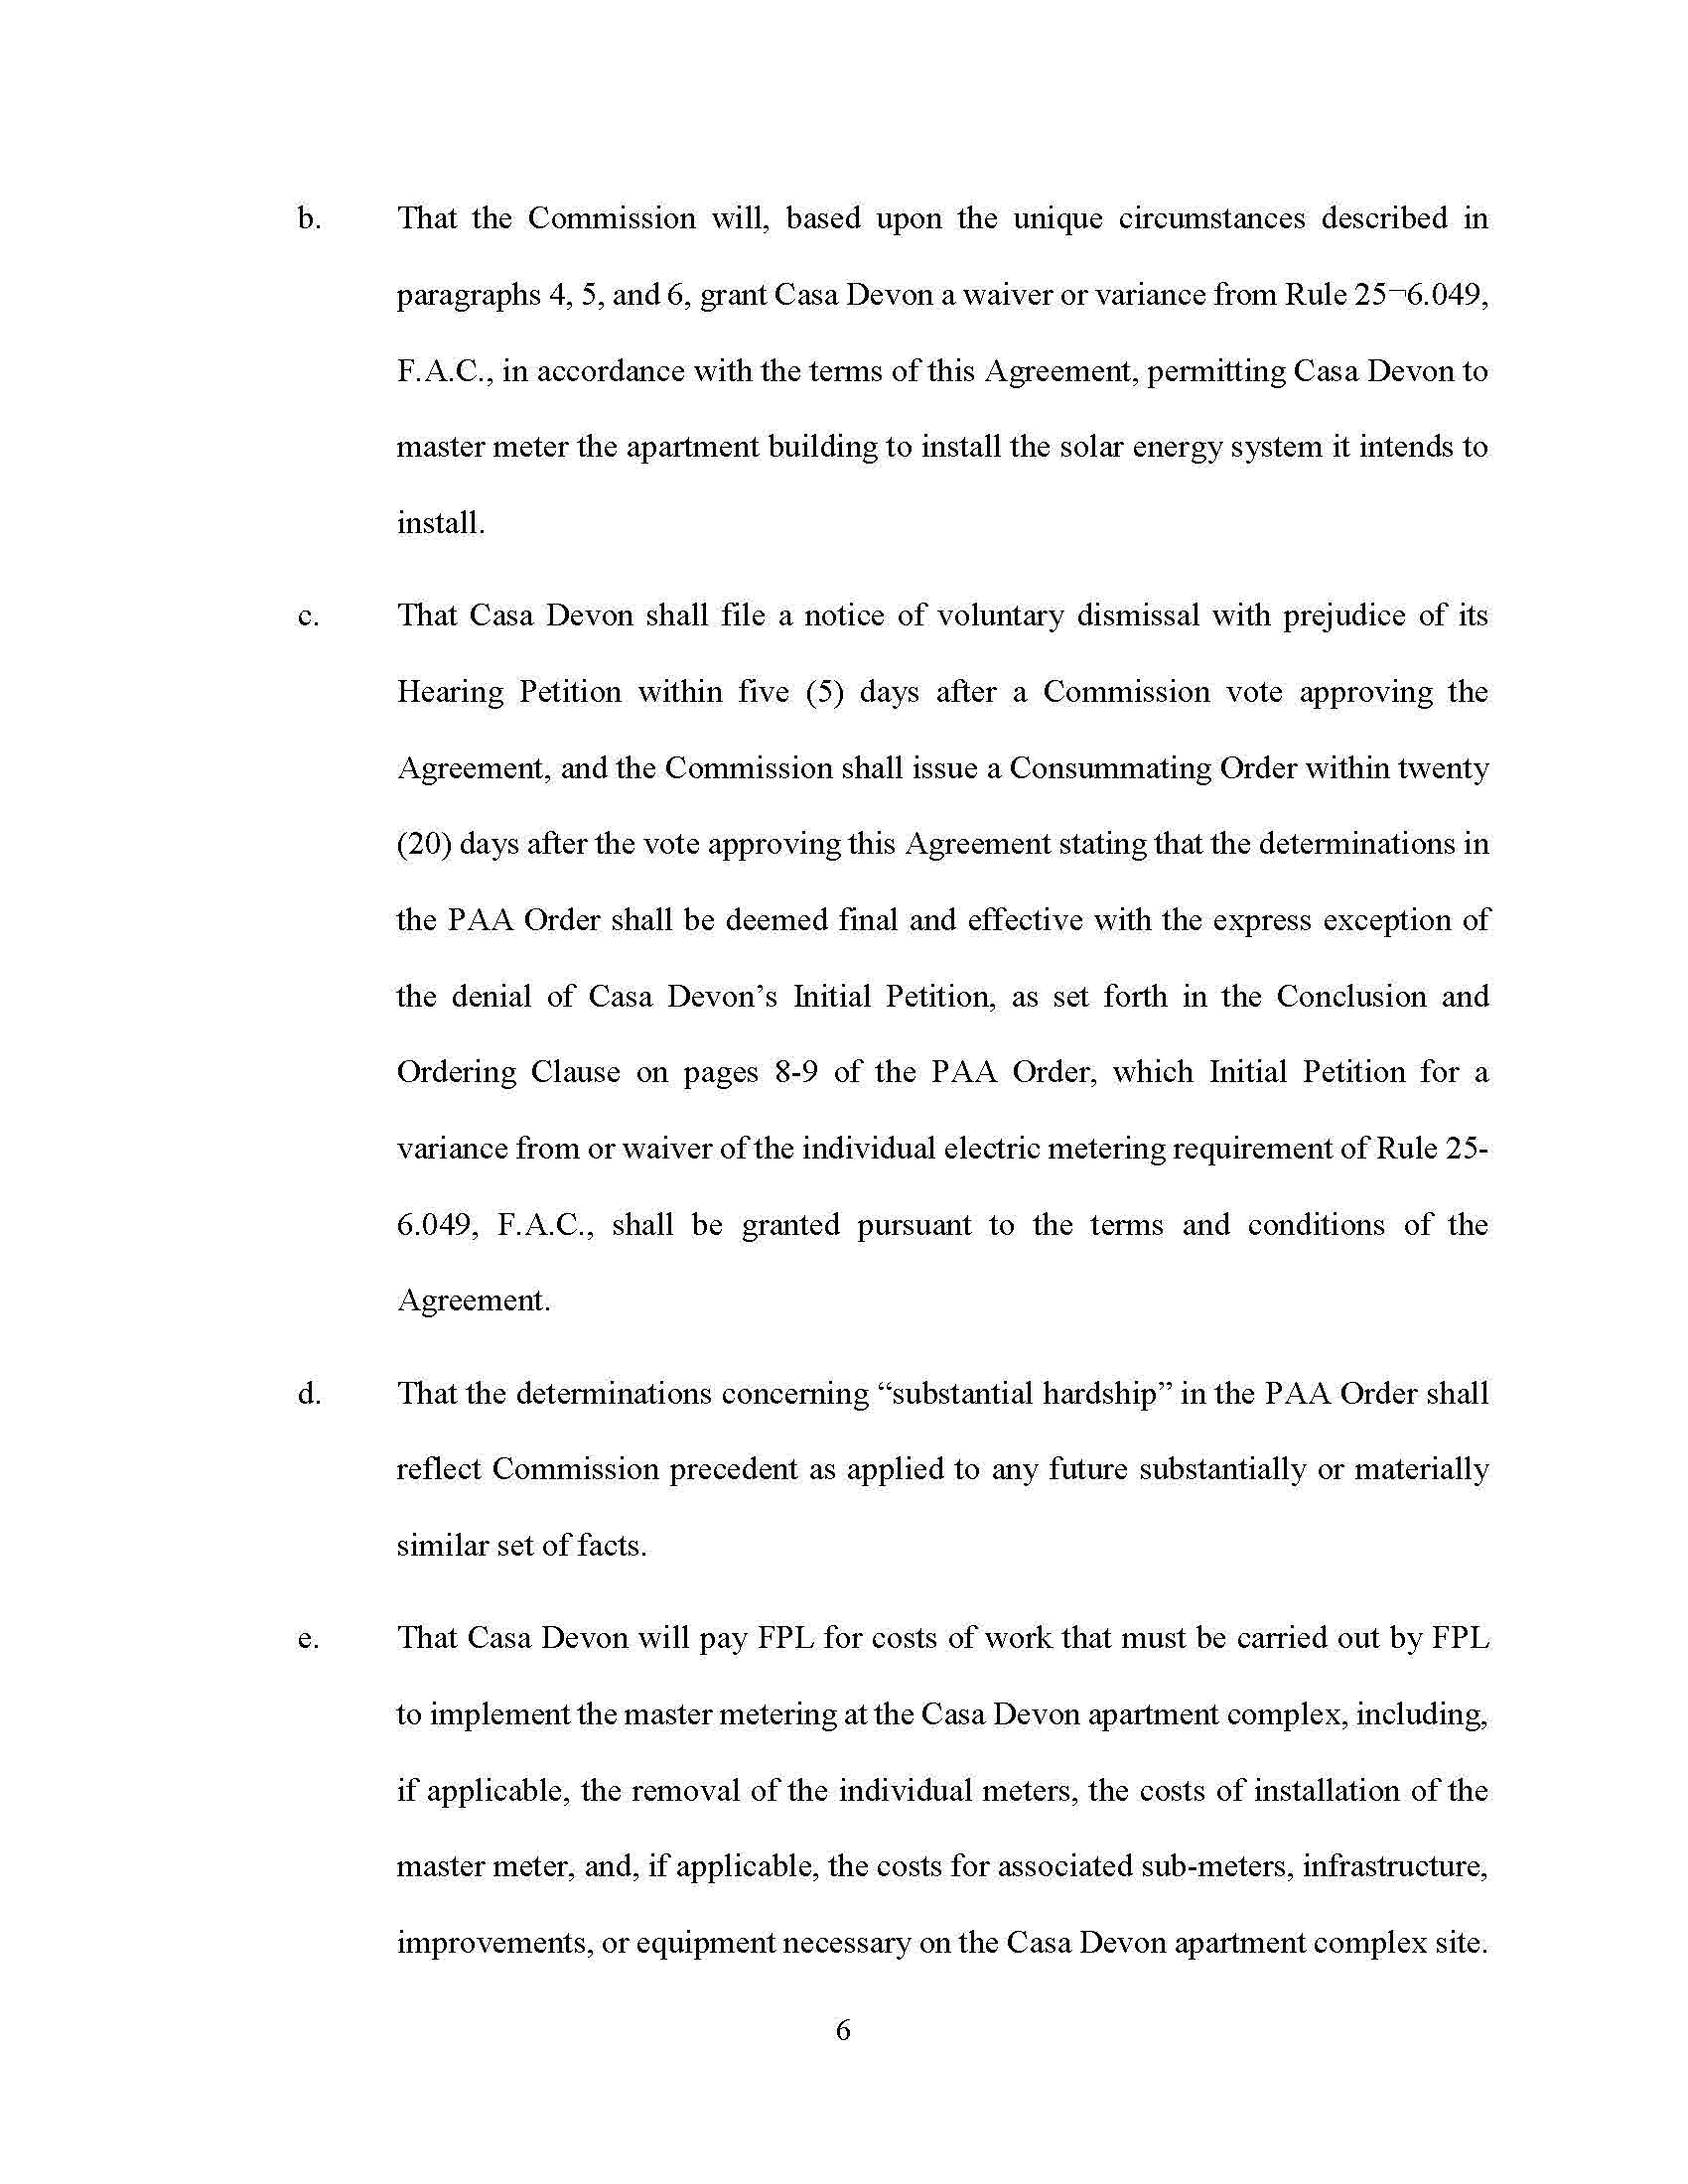 b. That the Commission will, based upon the unique circumstances described in
paragraphs 4, 5, and 6, grant Casa Devon a waiver or variance from Rule 25¬6.049,
F.A.C., in accordance with the terms of this Agreement, permitting Casa Devon to
master meter the apartment building to install the solar energy system it intends to
install.
c. That Casa Devon shall file a notice of voluntary dismissal with prejudice of its
Hearing Petition within five (5) days after a Commission vote approving the
Agreement, and the Commission shall issue a Consummating Order within twenty
(20) days after the vote approving this Agreement stating that the determinations in
the PAA Order shall be deemed final and effective with the express exception of
the denial of Casa Devon’s Initial Petition, as set forth in the Conclusion and
Ordering Clause on pages 8-9 of the PAA Order, which Initial Petition for a
variance from or waiver of the individual electric metering requirement of Rule 25-
6.049, F.A.C., shall be granted pursuant to the terms and conditions of the
Agreement.
d. That the determinations concerning “substantial hardship” in the PAA Order shall
reflect Commission precedent as applied to any future substantially or materially
similar set of facts.
e. That Casa Devon will pay FPL for costs of work that must be carried out by FPL
to implement the master metering at the Casa Devon apartment complex, including,
if applicable, the removal of the individual meters, the costs of installation of the
master meter, and, if applicable, the costs for associated sub-meters, infrastructure,
improvements, or equipment necessary on the Casa Devon apartment complex site.
6